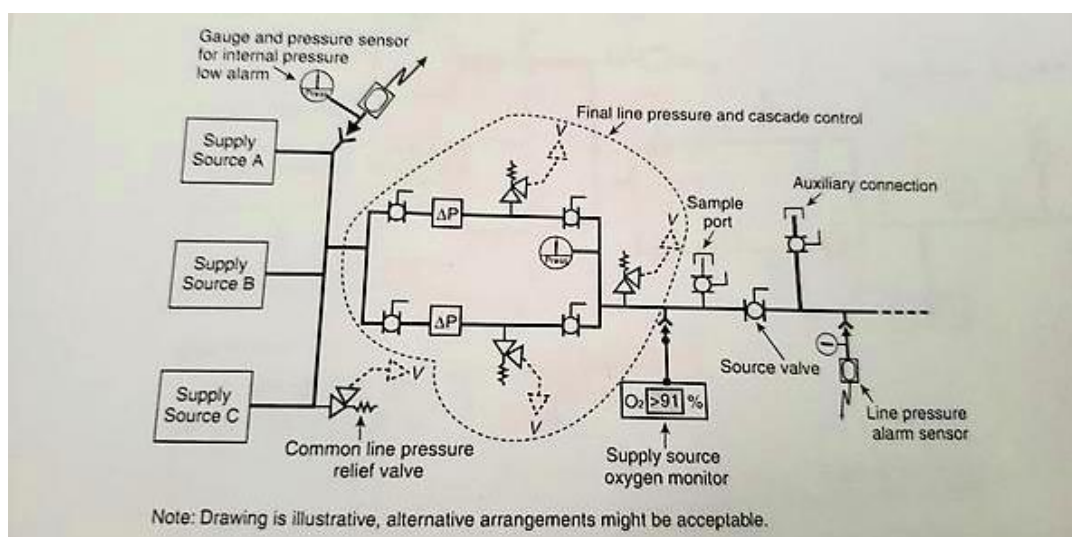 Gauge and pressure sensor
for internal pressure
low alarm
Press
Final line pressure and cascade control
Supply
Source A
V
Auxiliary connection
Sample
port
ΔP
V
Supply
Source B
Press
ΔP
Source valve
V
Supply
Source C
O2 >91 %
V
Line pressure
alarm sensor
Common line pressure
relief valve
Supply source
oxygen monitor
Note: Drawing is illustrative, alternative arrangements might be acceptable.